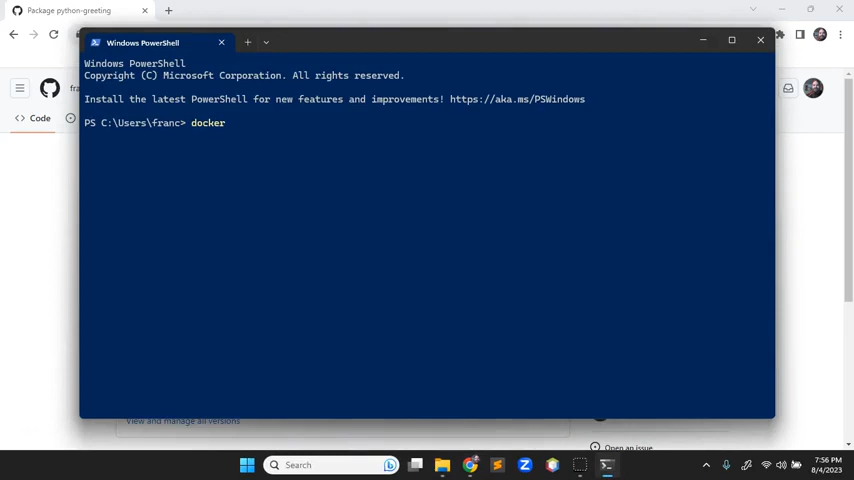 Package python-greeting
Windows PowerShell
Windows PowerShell
Copyright (C) Microsoft Corporation. All rights reserved.
Install the latest PowerShell for new features and improvements! https://aka.ms/PSWindows
PS C:\Users\franc> docker
fra
Code
View and manage all versions
Open an issue
Search
7:56 PM
8/4/2023